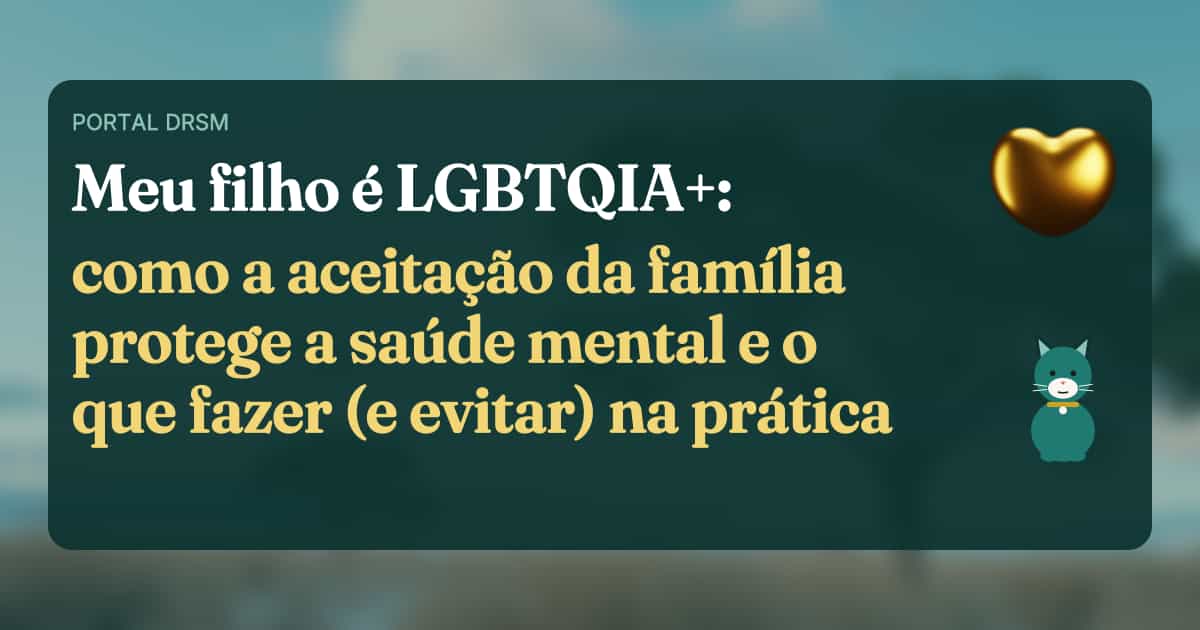 PORTAL DRSM
Meu filho é LGBTQIA+:
como a aceitação da família
protege a saúde mental e o
que fazer (e evitar) na prática